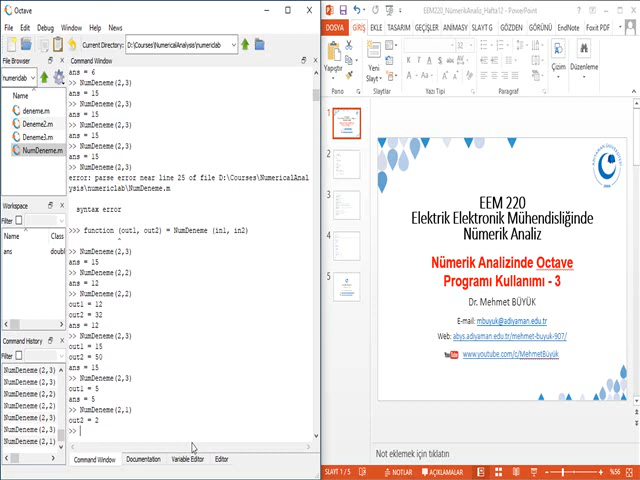 Octave
File Edit Debug Window Help News
Current Directory: D:\Courses\NumericalAnalysis\numericlab
File Browser
numericlab
Name
deneme.m
Deneme2.m
Deneme3.m
NumDeneme.m
Workspace
Filter
Name Class
ans doubl
Command History
Filter
NumDeneme(2,3)
NumDeneme(2,2)
NumDeneme(2,2)
NumDeneme(2,3)
NumDeneme(2,3)
NumDeneme(2,1)
Command Window
ans = 6
>> NumDeneme(2,3)
ans = 15
>> NumDeneme(2,3)
ans = 15
>> NumDeneme(2,3)
ans = 15
>> NumDeneme(2,3)
ans = 15
>> NumDeneme(2,3)
error: parse error near line 25 of file D:\Courses\NumericalAnal
ysis\numericlab\NumDeneme.m
syntax error
>>> function (out1, out2) = NumDeneme (in1, in2)
^
>> NumDeneme(2,3)
ans = 15
>> NumDeneme(2,2)
ans = 12
>> NumDeneme(2,2)
out1 = 12
out2 = 32
ans = 12
>> NumDeneme(2,3)
out1 = 15
out2 = 50
ans = 15
>> NumDeneme(2,3)
out1 = 5
ans = 5
>> NumDeneme(2,1)
out2 = 2
>>
Command Window Documentation Variable Editor Editor
EEM220_NümerikAnaliz_Hafta12 - PowerPoint
DOSYA GİRİŞ EKLE TASARIM GEÇİŞLER ANİMASY SLAYT G GÖZDEN GÖRÜNÜ EndNote Foxit PDF
Yapıştır
Yeni
Slayt
Çizim
Düzenleme
Pano
Slaytlar
Yazı Tipi
Paragraf
1
2
3
4
5
EEM 220
Elektrik Elektronik Mühendisliğinde
Nümerik Analiz
Nümerik Analizinde Octave
Programı Kullanımı - 3
Dr. Mehmet BÜYÜK
E-mail: mbuyuk@adiyaman.edu.tr
Web: abys.adiyaman.edu.tr/mehmet-buyuk-907/
www.youtube.com/c/MehmetBüyük
Not eklemek için tıklatın
SLAYT 1 / 5 NOTLAR AÇIKLAMALAR %56